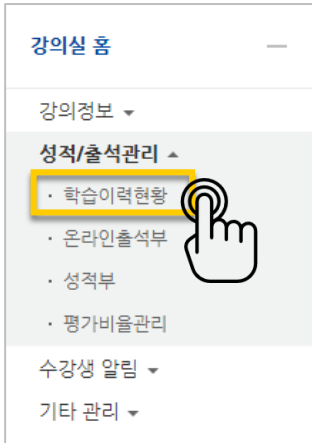 강의실 홈
강의정보
성적/출석관리
· 학습이력현황
· 온라인출석부
· 성적부
· 평가비율관리
수강생 알림
기타 관리